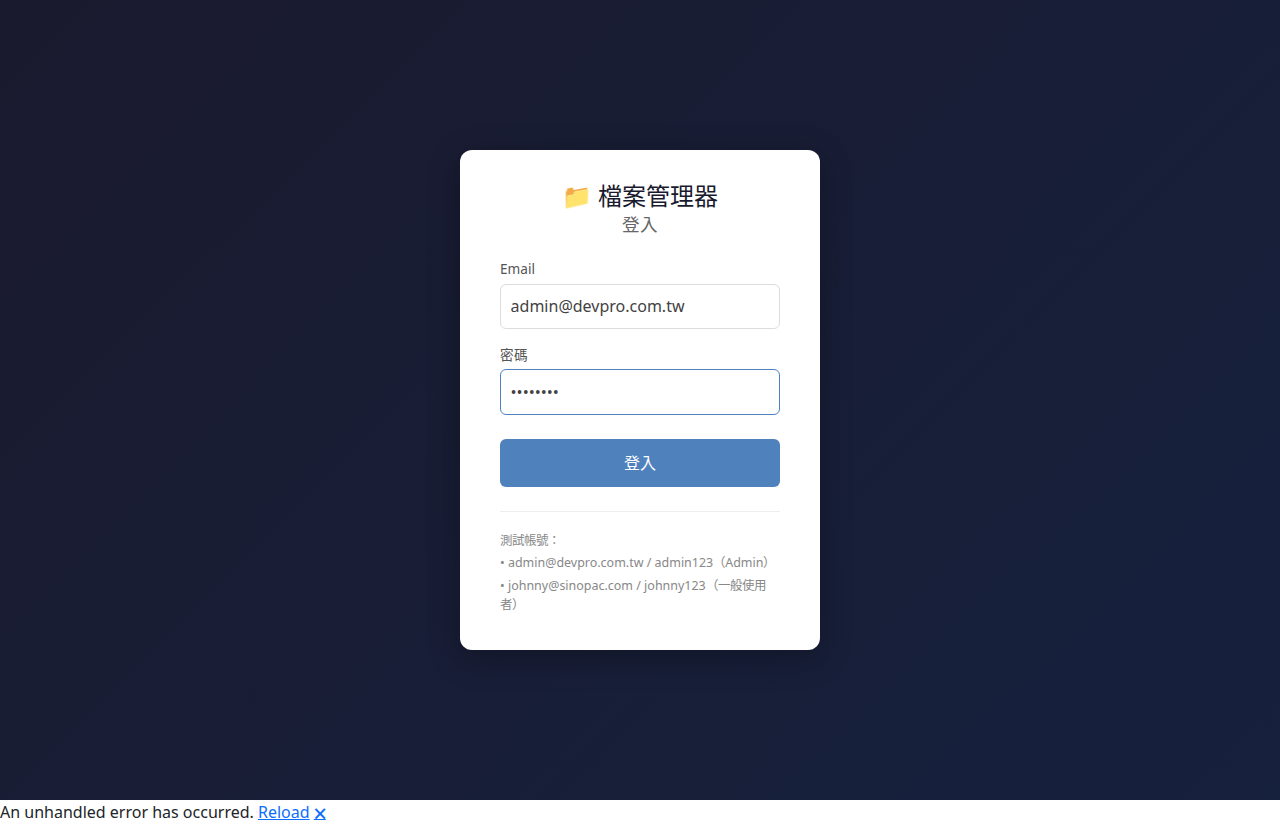 📁 檔案管理器
登入
Email
admin@devpro.com.tw
密碼
••••••••
登入
測試帳號：
• admin@devpro.com.tw / admin123（Admin）
• johnny@sinopac.com / johnny123（一般使用
者）
An unhandled error has occurred. Reload ✕